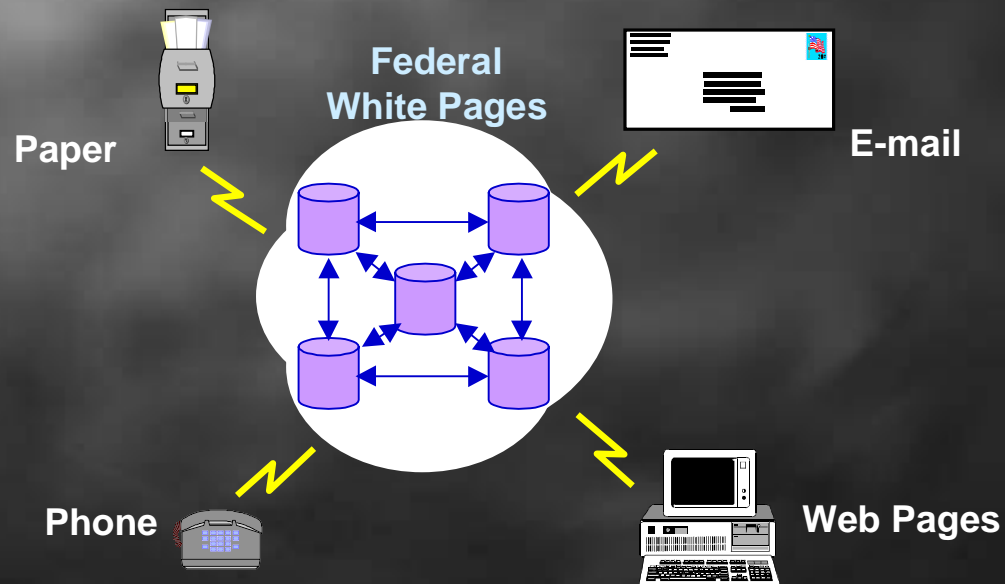 Federal
White Pages
Paper
E-mail
Phone
Web Pages